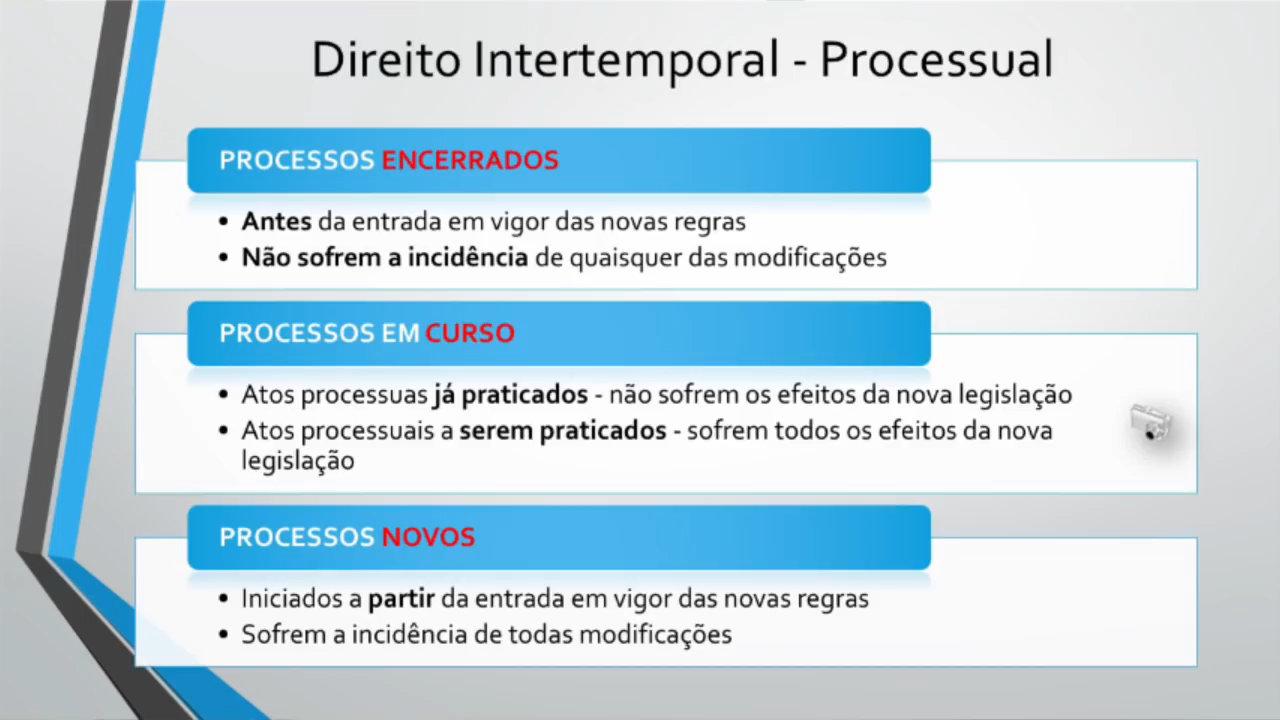 Direito Intertemporal - Processual
PROCESSOS ENCERRADOS
• Antes da entrada em vigor das novas regras
• Não sofrem a incidência de quaisquer das modificações
PROCESSOS EM CURSO
• Atos processuas já praticados - não sofrem os efeitos da nova legislação
• Atos processuais a serem praticados - sofrem todos os efeitos da nova
legislação
PROCESSOS NOVOS
• Iniciados a partir da entrada em vigor das novas regras
• Sofrem a incidência de todas modificações